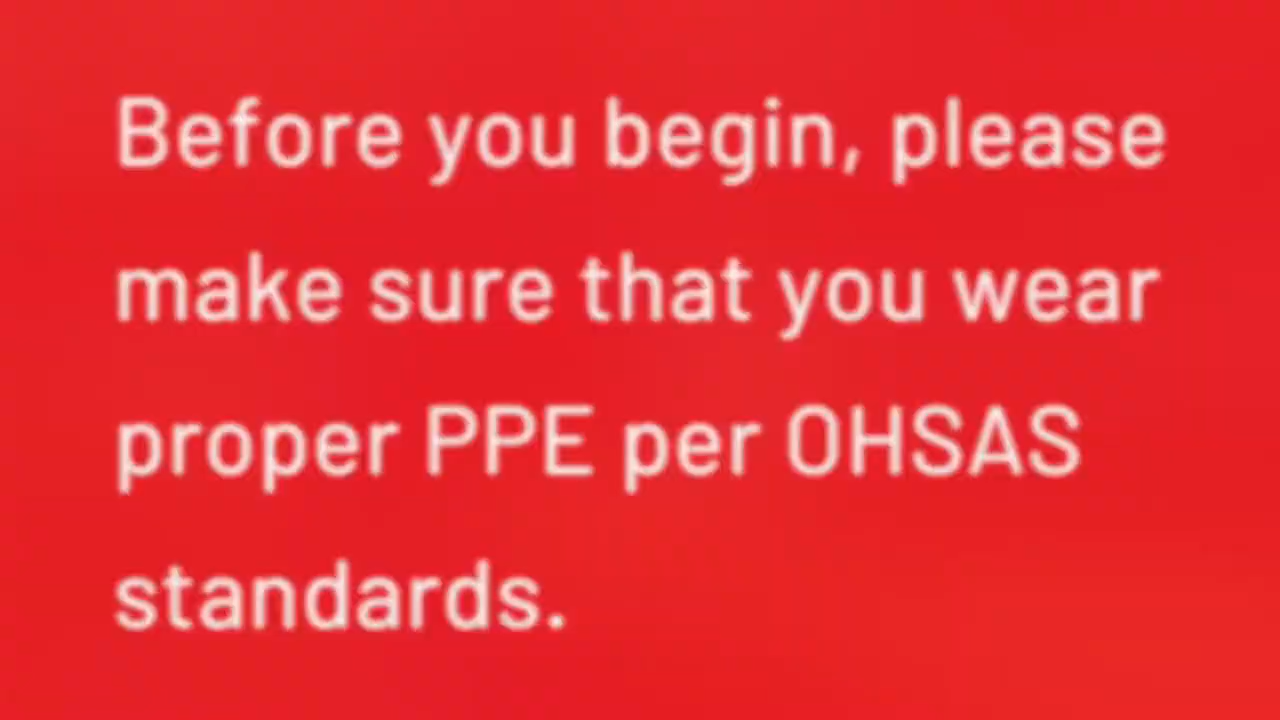 Before you begin, please
make sure that you wear
proper PPE per OHSAS
standards.